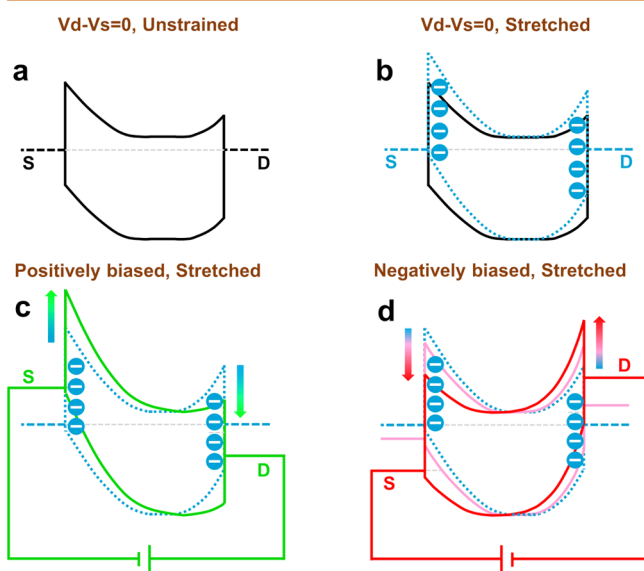 Vd-Vs=0, Unstrained
Vd-Vs=0, Stretched
a
b
S
D
S
D
Positively biased, Stretched
Negatively biased, Stretched
c
d
S
D
D
S